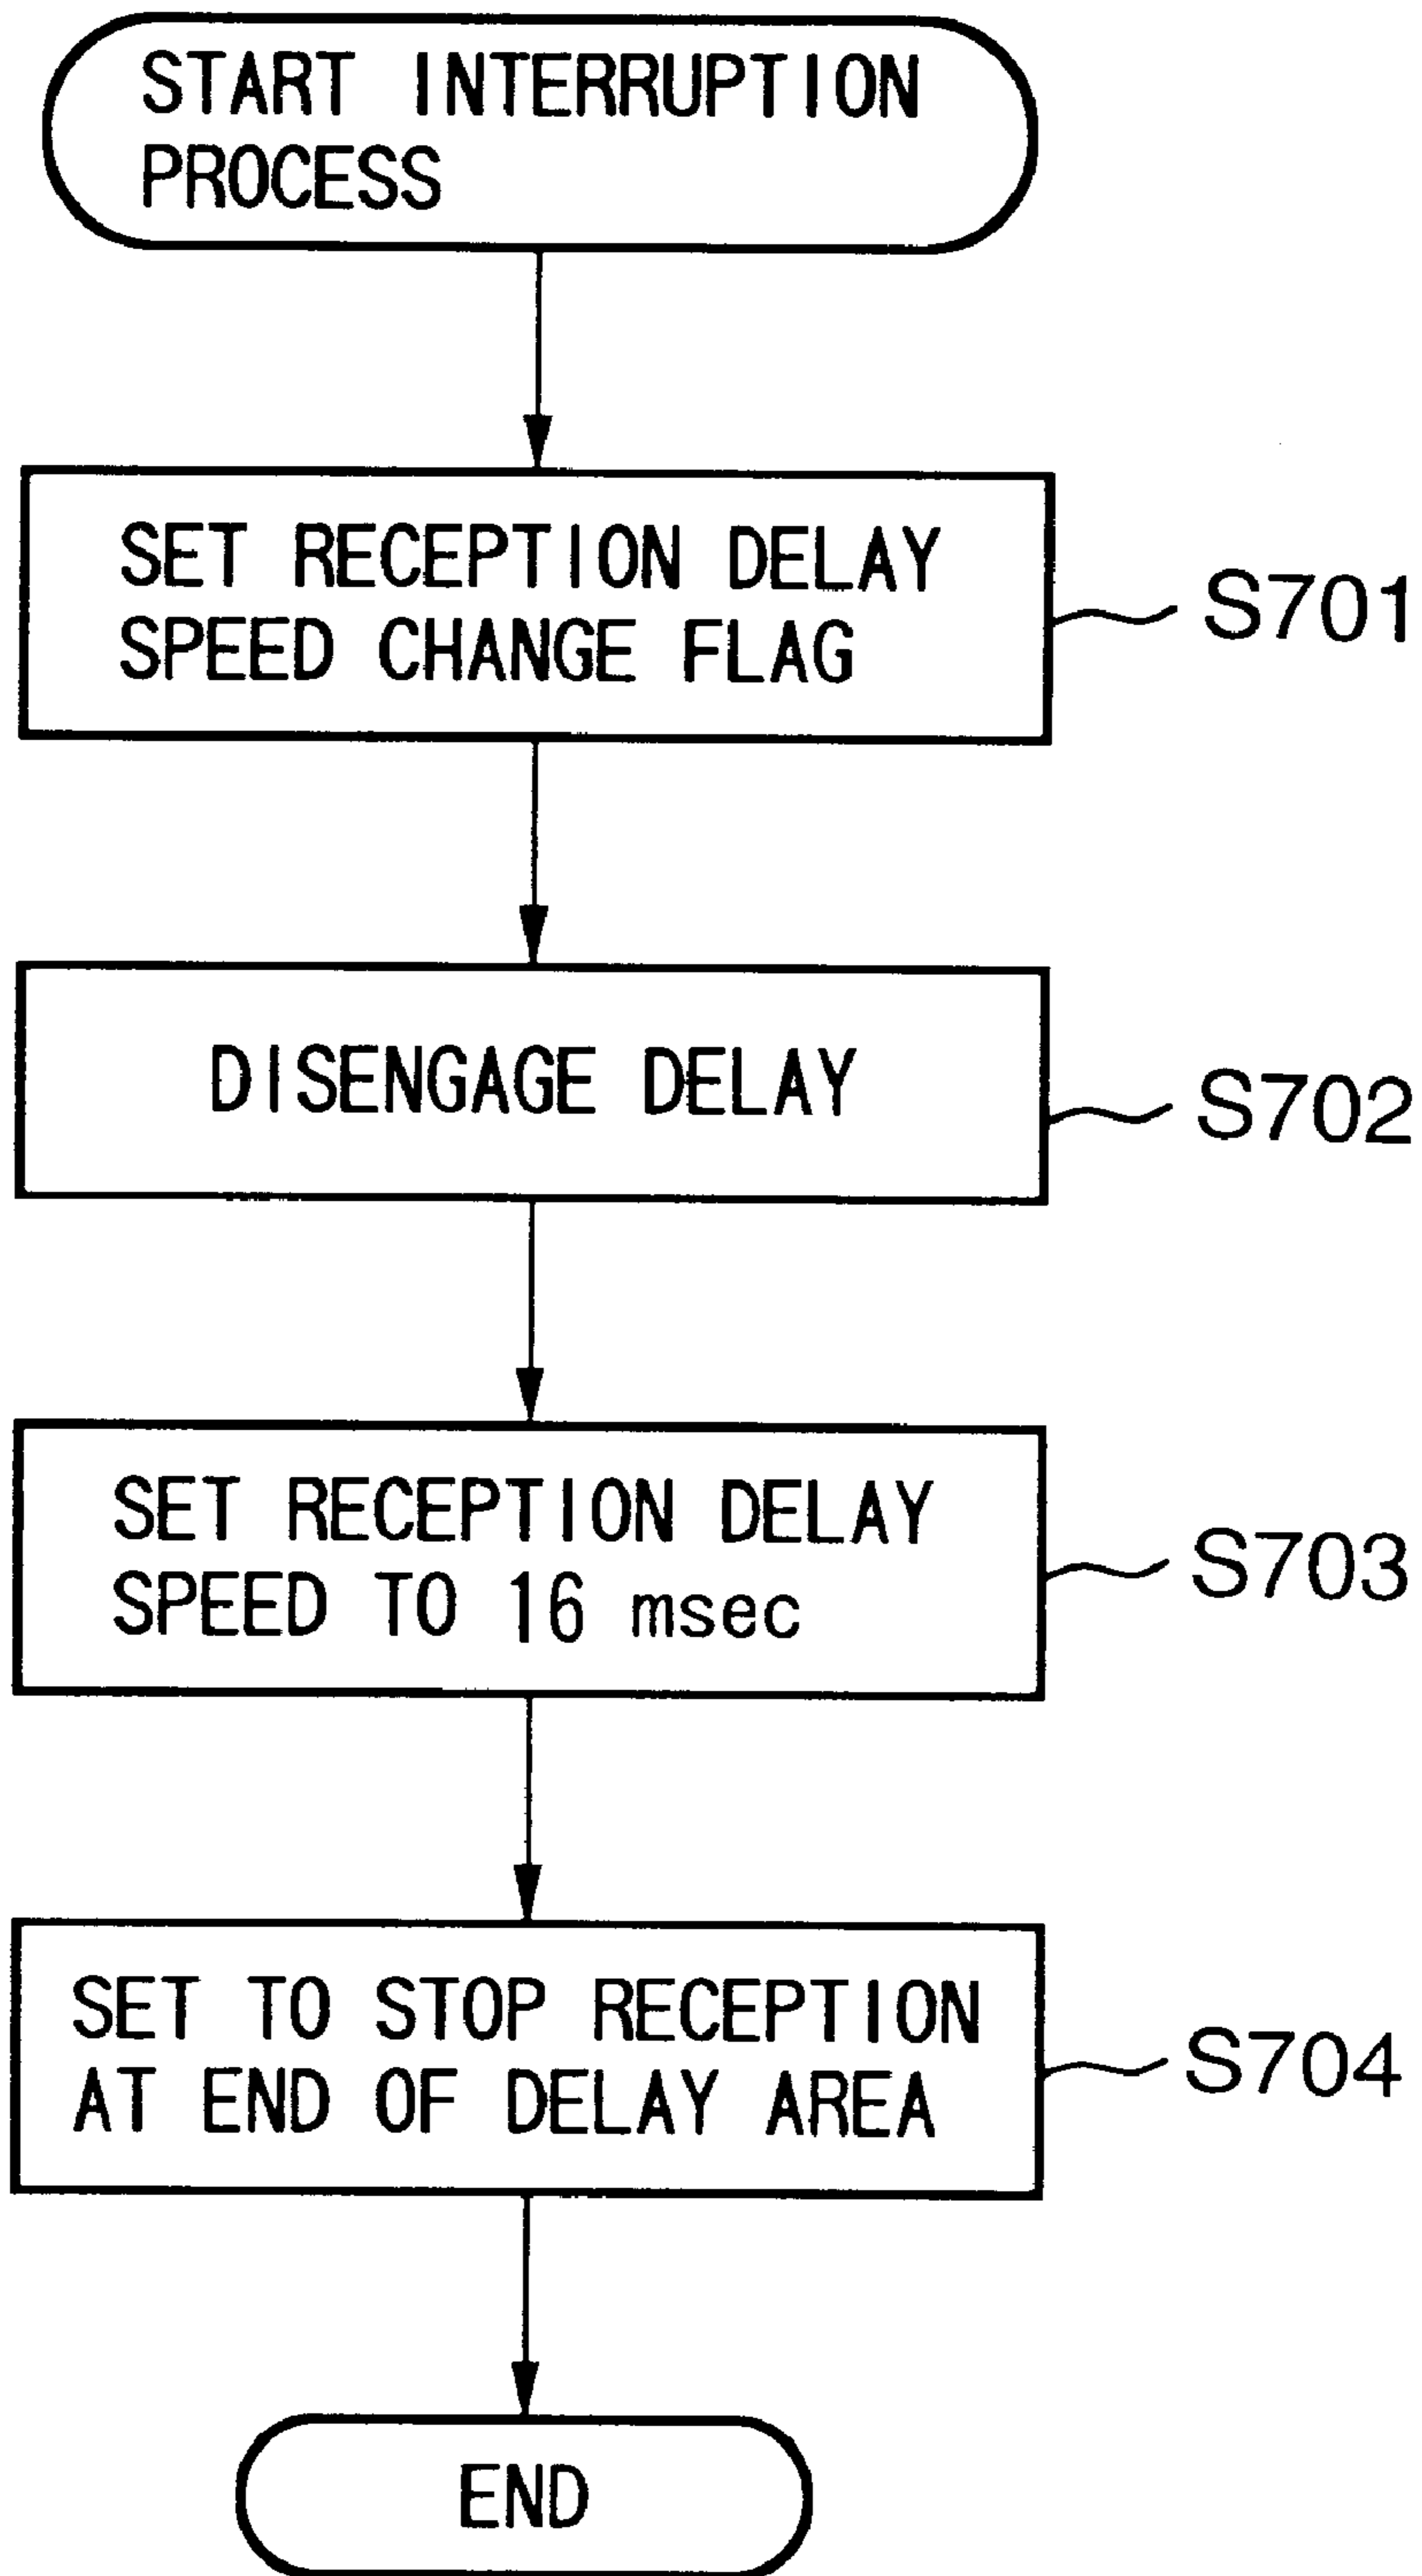 START INTERRUPTION
PROCESS
SET RECEPTION DELAY
SPEED CHANGE FLAG
S701
DISENGAGE DELAY
S702
SET RECEPTION DELAY
SPEED TO 16 msec
S703
SET TO STOP RECEPTION
AT END OF DELAY AREA
S704
END